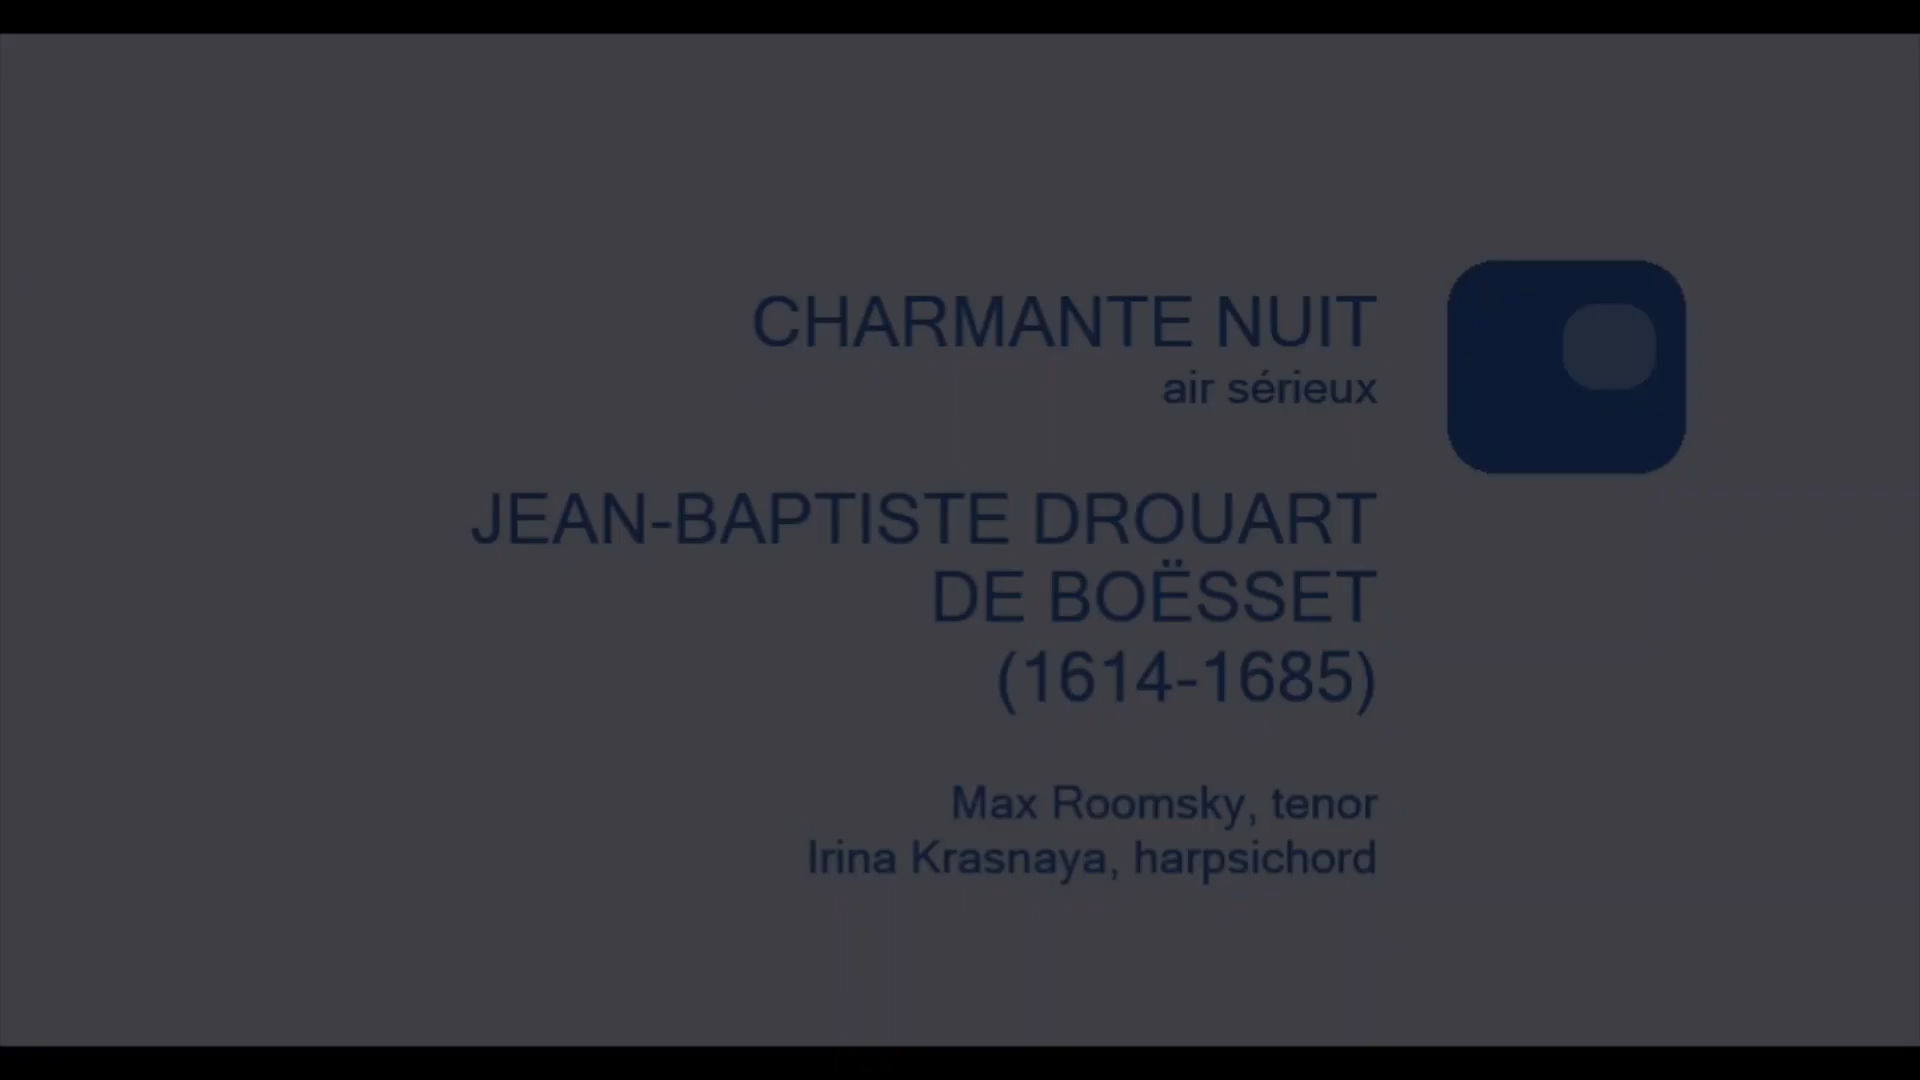 CHARMANTE NUIT
air sérieux
JEAN-BAPTISTE DROUART
DE BOËSSET
(1614-1685)
Max Roomsky, tenor
Irina Krasnaya, harpsichord